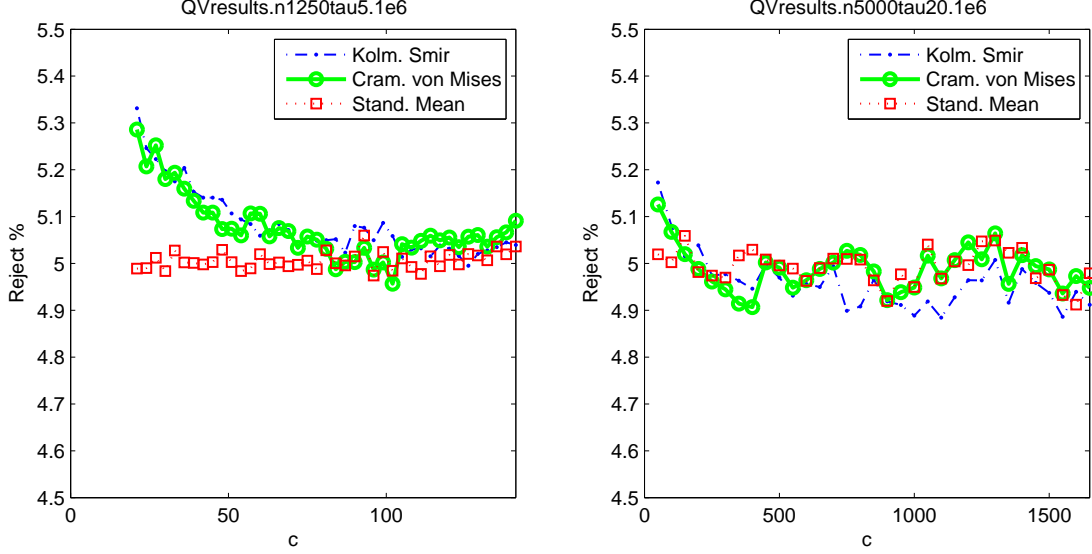 QVresults.n1250tau5.1e6
5.5
5.4
5.3
5.2
5.1
5
4.9
4.8
4.7
4.6
4.5
Reject %
0
50
100
c
Kolm. Smir
Cram. von Mises
Stand. Mean
QVresults.n5000tau20.1e6
5.5
5.4
5.3
5.2
5.1
5
4.9
4.8
4.7
4.6
4.5
Reject %
0
500
1000
1500
c
Kolm. Smir
Cram. von Mises
Stand. Mean